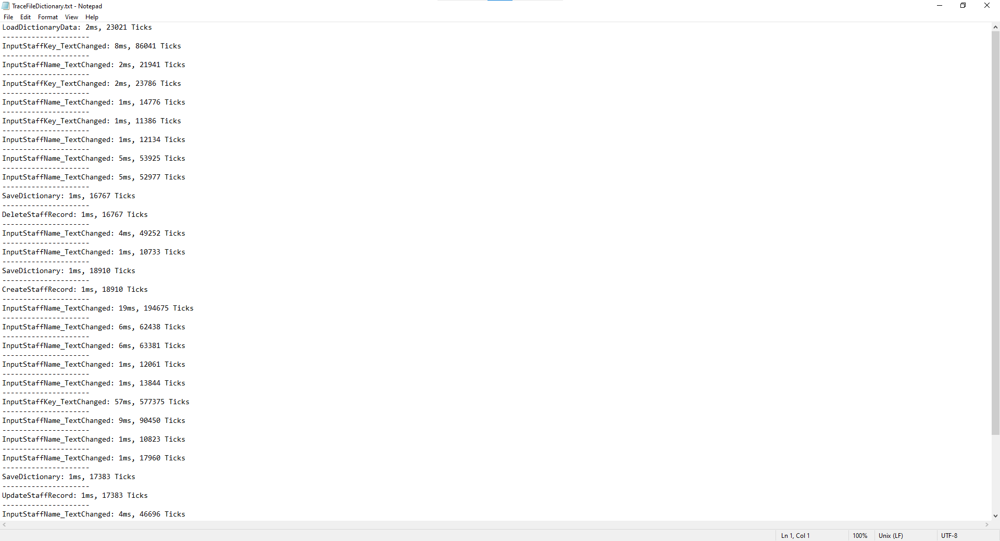 TraceFileDictionary.txt - Notepad
File Edit Format View Help
LoadDictionaryData: 2ms, 23021 Ticks
---------------------
InputStaffKey_TextChanged: 8ms, 86041 Ticks
---------------------
InputStaffName_TextChanged: 2ms, 21941 Ticks
---------------------
InputStaffKey_TextChanged: 2ms, 23786 Ticks
---------------------
InputStaffName_TextChanged: 1ms, 14776 Ticks
---------------------
InputStaffKey_TextChanged: 1ms, 11386 Ticks
---------------------
InputStaffName_TextChanged: 1ms, 12134 Ticks
---------------------
InputStaffName_TextChanged: 5ms, 53925 Ticks
---------------------
InputStaffName_TextChanged: 5ms, 52977 Ticks
---------------------
SaveDictionary: 1ms, 16767 Ticks
---------------------
DeleteStaffRecord: 1ms, 16767 Ticks
---------------------
InputStaffName_TextChanged: 4ms, 49252 Ticks
---------------------
InputStaffName_TextChanged: 1ms, 10733 Ticks
---------------------
SaveDictionary: 1ms, 18910 Ticks
---------------------
CreateStaffRecord: 1ms, 18910 Ticks
---------------------
InputStaffName_TextChanged: 19ms, 194675 Ticks
---------------------
InputStaffName_TextChanged: 6ms, 62438 Ticks
---------------------
InputStaffName_TextChanged: 6ms, 63381 Ticks
---------------------
InputStaffName_TextChanged: 1ms, 12061 Ticks
---------------------
InputStaffName_TextChanged: 1ms, 13844 Ticks
---------------------
InputStaffKey_TextChanged: 57ms, 577375 Ticks
---------------------
InputStaffName_TextChanged: 9ms, 90450 Ticks
---------------------
InputStaffName_TextChanged: 1ms, 10823 Ticks
---------------------
InputStaffName_TextChanged: 1ms, 17960 Ticks
---------------------
SaveDictionary: 1ms, 17383 Ticks
---------------------
UpdateStaffRecord: 1ms, 17383 Ticks
---------------------
InputStaffName_TextChanged: 4ms, 46696 Ticks
Ln 1, Col 1 100% Unix (LF) UTF-8